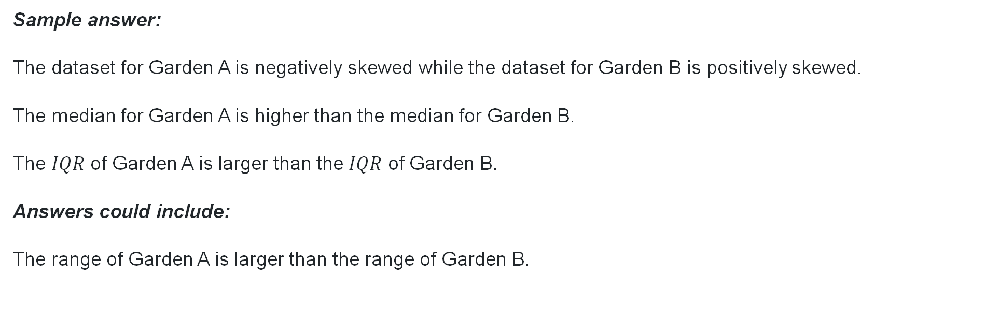 Sample answer:
The dataset for Garden A is negatively skewed while the dataset for Garden B is positively skewed.
The median for Garden A is higher than the median for Garden B.
The IQR of Garden A is larger than the IQR of Garden B.
Answers could include:
The range of Garden A is larger than the range of Garden B.